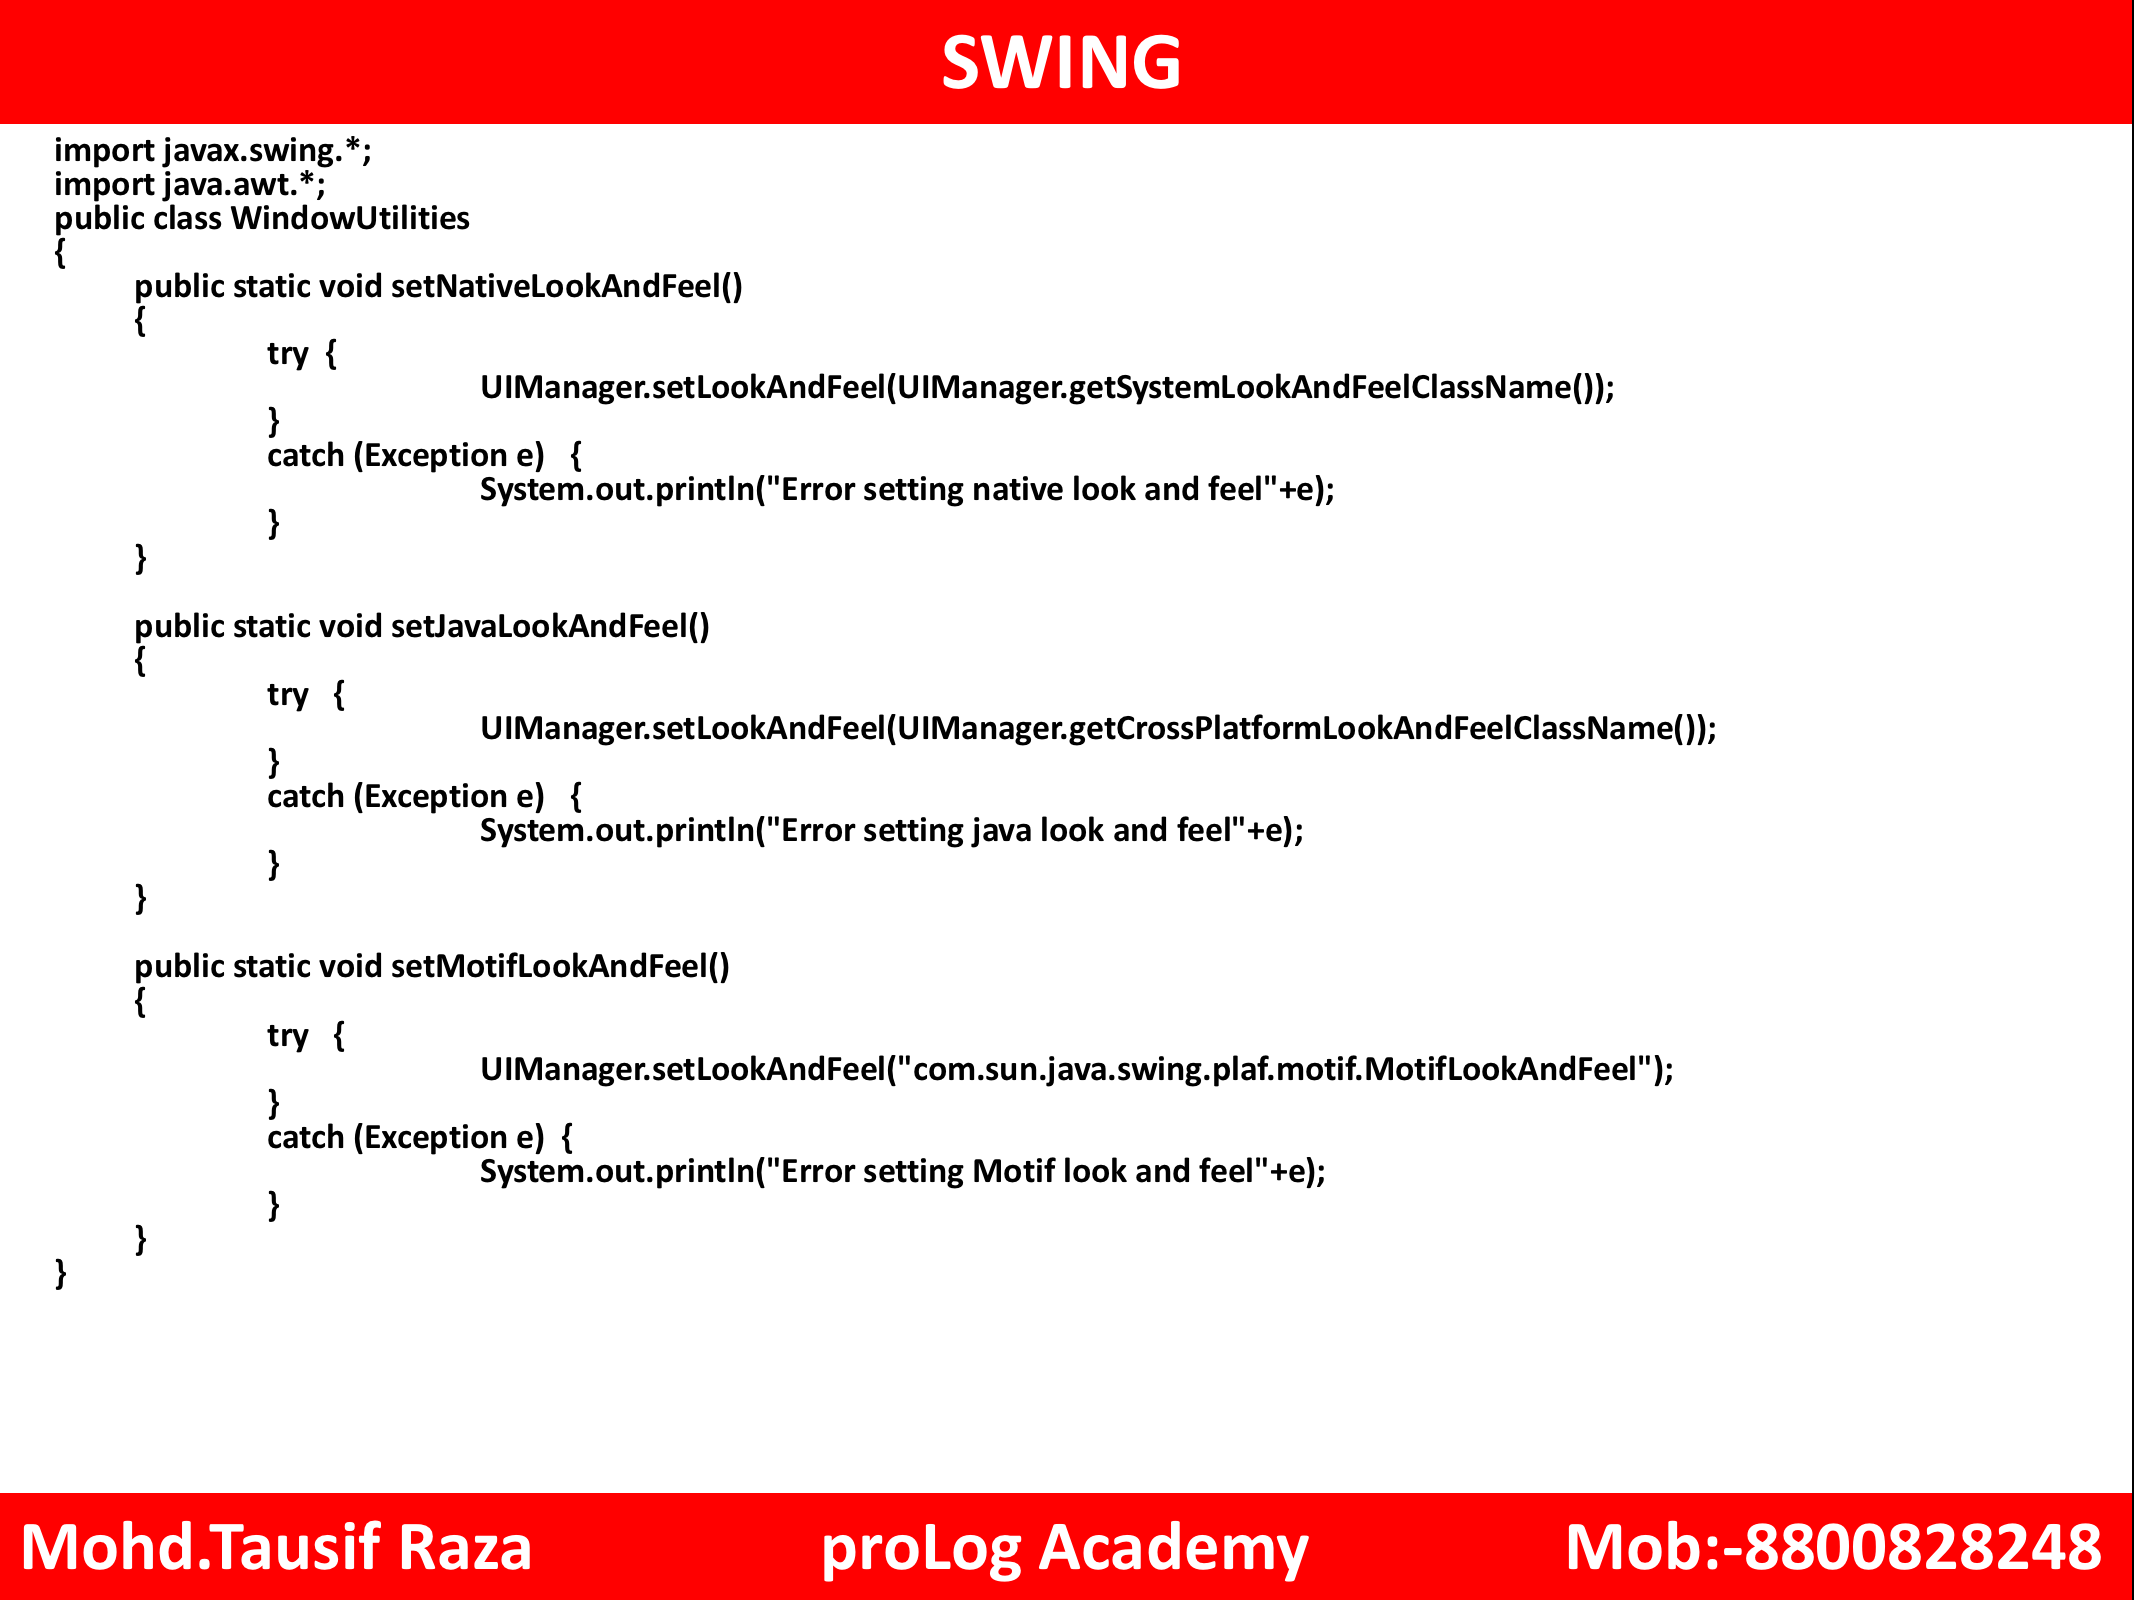 SWING
import javax.swing.*;
import java.awt.*;
public class WindowUtilities
{
public static void setNativeLookAndFeel()
{
try  {
UIManager.setLookAndFeel(UIManager.getSystemLookAndFeelClassName());
}
catch (Exception e)   {
System.out.println("Error setting native look and feel"+e);
}
}
public static void setJavaLookAndFeel()
{
try   {
UIManager.setLookAndFeel(UIManager.getCrossPlatformLookAndFeelClassName());
}
catch (Exception e)   {
System.out.println("Error setting java look and feel"+e);
}
}
public static void setMotifLookAndFeel()
{
try   {
UIManager.setLookAndFeel("com.sun.java.swing.plaf.motif.MotifLookAndFeel");
}
catch (Exception e)  {
System.out.println("Error setting Motif look and feel"+e);
}
}
}
Mohd.Tausif Raza proLog Academy Mob:-8800828248